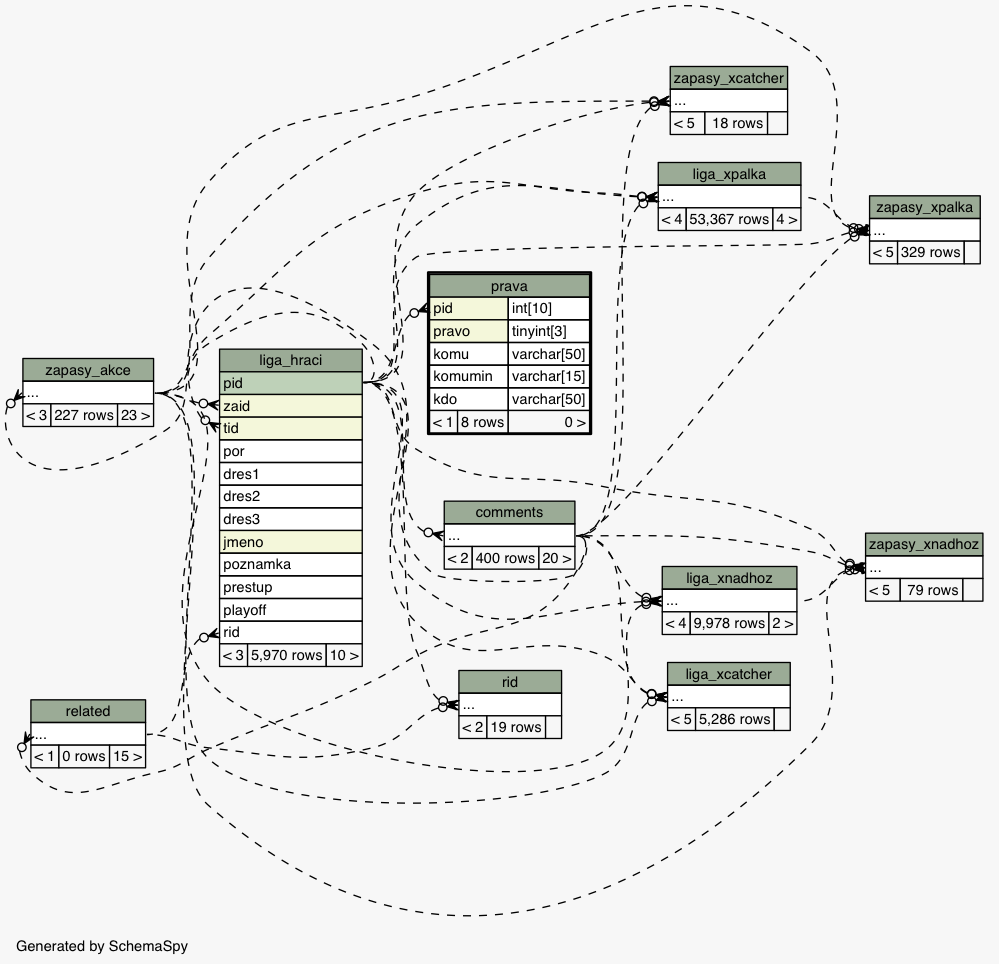 zapasy_xcatcher
...
< 5 18 rows
liga_xpalka
...
< 4 53,367 rows 4 >
zapasy_xpalka
...
< 5 329 rows
prava
pid int[10]
pravo tinyint[3]
komu varchar[50]
komumin varchar[15]
kdo varchar[50]
< 1 8 rows 0 >
zapasy_akce
...
< 3 227 rows 23 >
liga_hraci
pid
zaid
tid
por
dres1
dres2
dres3
jmeno
poznamka
prestup
playoff
rid
< 3 5,970 rows 10 >
comments
...
< 2 400 rows 20 >
zapasy_xnadhoz
...
< 5 79 rows
liga_xnadhoz
...
< 4 9,978 rows 2 >
liga_xcatcher
...
< 5 5,286 rows
rid
...
< 2 19 rows
related
...
< 1 0 rows 15 >
Generated by SchemaSpy